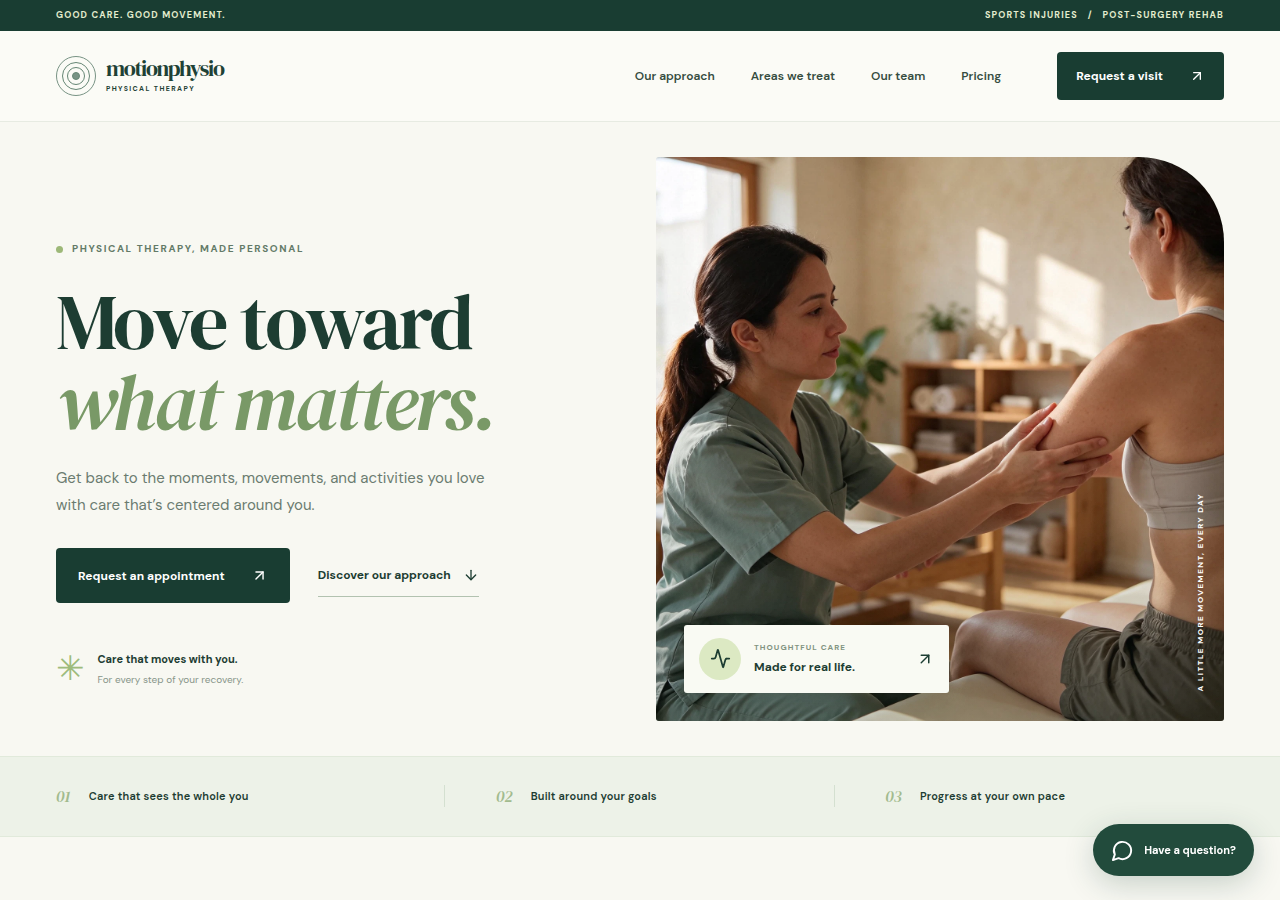 GOOD CARE. GOOD MOVEMENT.
SPORTS INJURIES / POST-SURGERY REHAB
motionphysio
PHYSICAL THERAPY
Our approach
Areas we treat
Our team
Pricing
Request a visit
PHYSICAL THERAPY, MADE PERSONAL
Move toward
what matters.
Get back to the moments, movements, and activities you love
with care that’s centered around you.
Request an appointment
Discover our approach
Care that moves with you.
For every step of your recovery.
THOUGHTFUL CARE
Made for real life.
A LITTLE MORE MOVEMENT, EVERY DAY
01 Care that sees the whole you
02 Built around your goals
03 Progress at your own pace
Have a question?